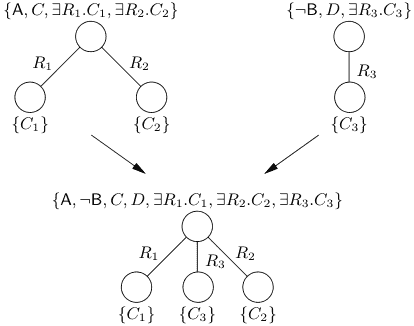 {A, C, ∃R₁.C₁, ∃R₂.C₂} {¬B, D, ∃R₃.C₃}
R₁ R₂ R₃
{C₁} {C₂} {C₃}
{A, ¬B, C, D, ∃R₁.C₁, ∃R₂.C₂, ∃R₃.C₃}
R₁ R₃ R₂
{C₁} {C₃} {C₂}